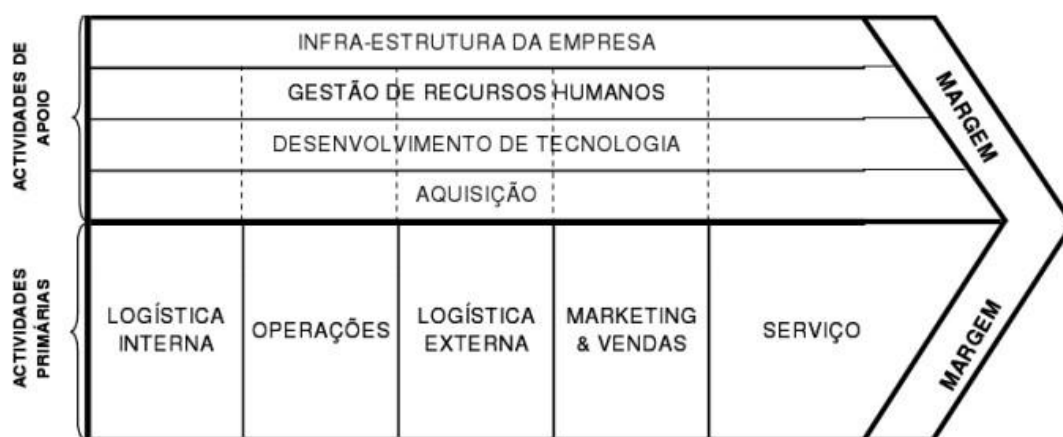 ACTIVIDADES DE
APOIO
INFRA-ESTRUTURA DA EMPRESA
GESTÃO DE RECURSOS HUMANOS
DESENVOLVIMENTO DE TECNOLOGIA
AQUISIÇÃO
MARGEM
ACTIVIDADES
PRIMÁRIAS
LOGÍSTICA
INTERNA
OPERAÇÕES
LOGÍSTICA
EXTERNA
MARKETING
& VENDAS
SERVIÇO
MARGEM